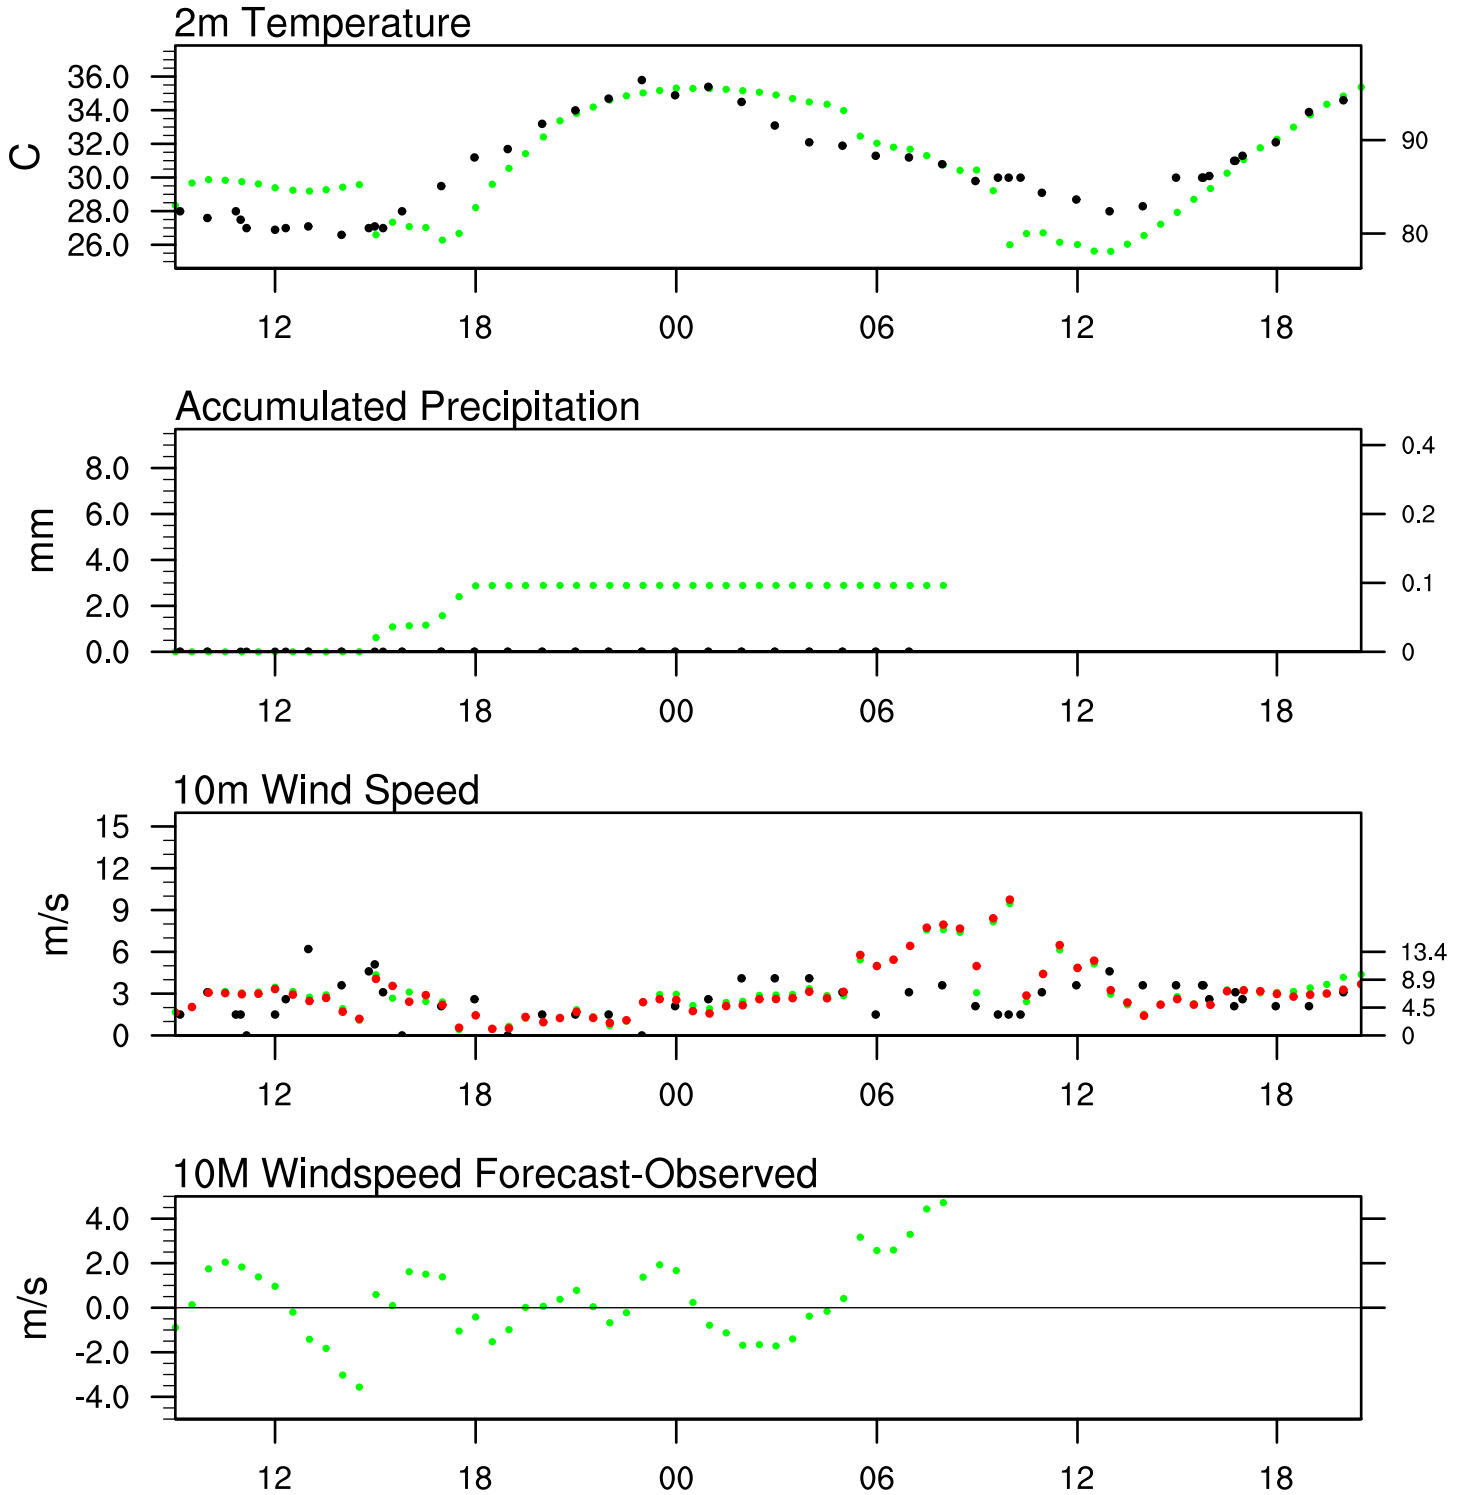 2m Temperature
36.0
34.0
32.0
30.0
28.0
26.0
C
90
80
12 18 00 06 12 18
Accumulated Precipitation
8.0
6.0
4.0
2.0
0.0
mm
0.4
0.2
0.1
0
12 18 00 06 12 18
10m Wind Speed
15
12
9
6
3
0
m/s
13.4
8.9
4.5
0
12 18 00 06 12 18
10M Windspeed Forecast-Observed
4.0
2.0
0.0
-2.0
-4.0
m/s
12 18 00 06 12 18